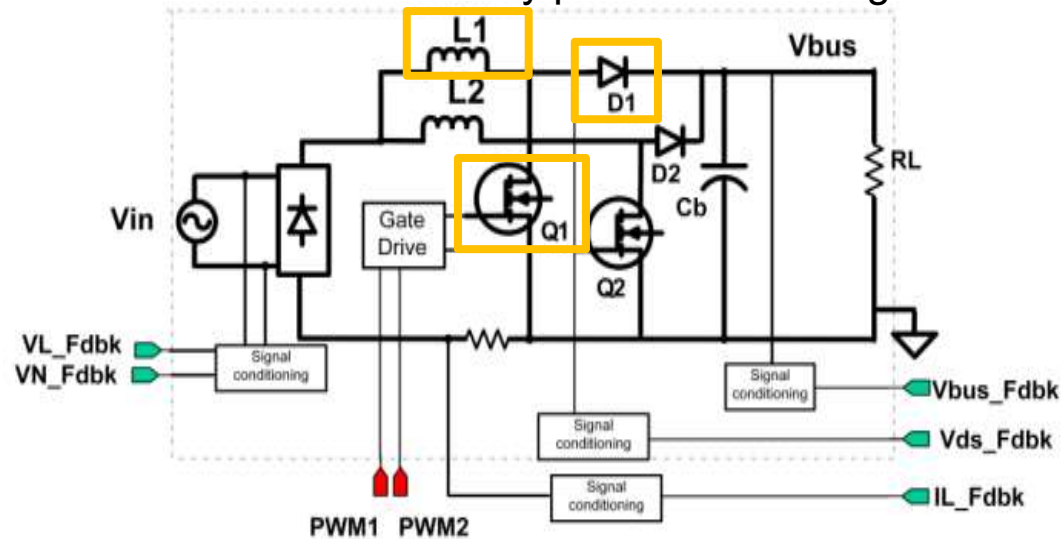 L1
Vbus
D1
L2
D2
RL
Cb
Vin
Gate
Drive
Q1
Q2
VL_Fdbk
VN_Fdbk
Signal
conditioning
Signal
conditioning
Vbus_Fdbk
Signal
conditioning
Vds_Fdbk
Signal
conditioning
IL_Fdbk
PWM1 PWM2